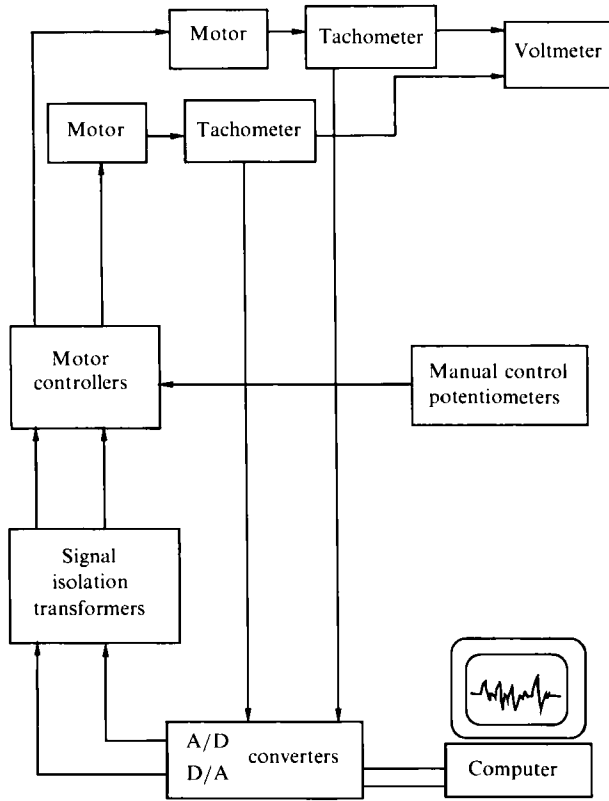 Motor
Tachometer
Voltmeter
Motor
Tachometer
Motor
controllers
Manual control
potentiometers
Signal
isolation
transformers
A/D
converters
D/A
Computer